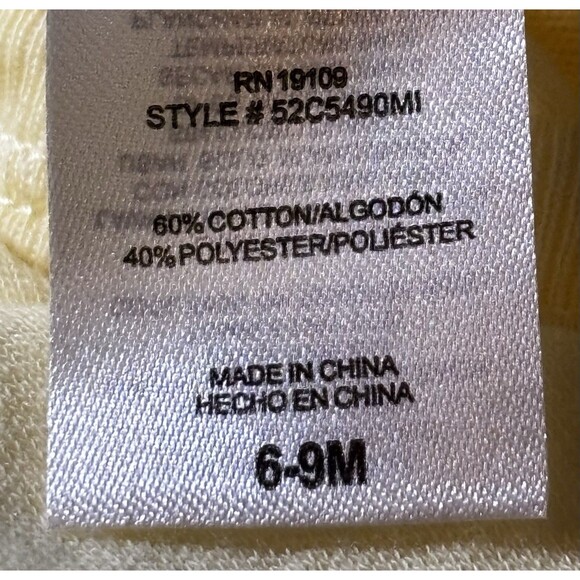 RN 19109
STYLE # 52C5490MI
60% COTTON/ALGODÓN
40% POLYESTER/POLIÉSTER
MADE IN CHINA
HECHO EN CHINA
6-9M